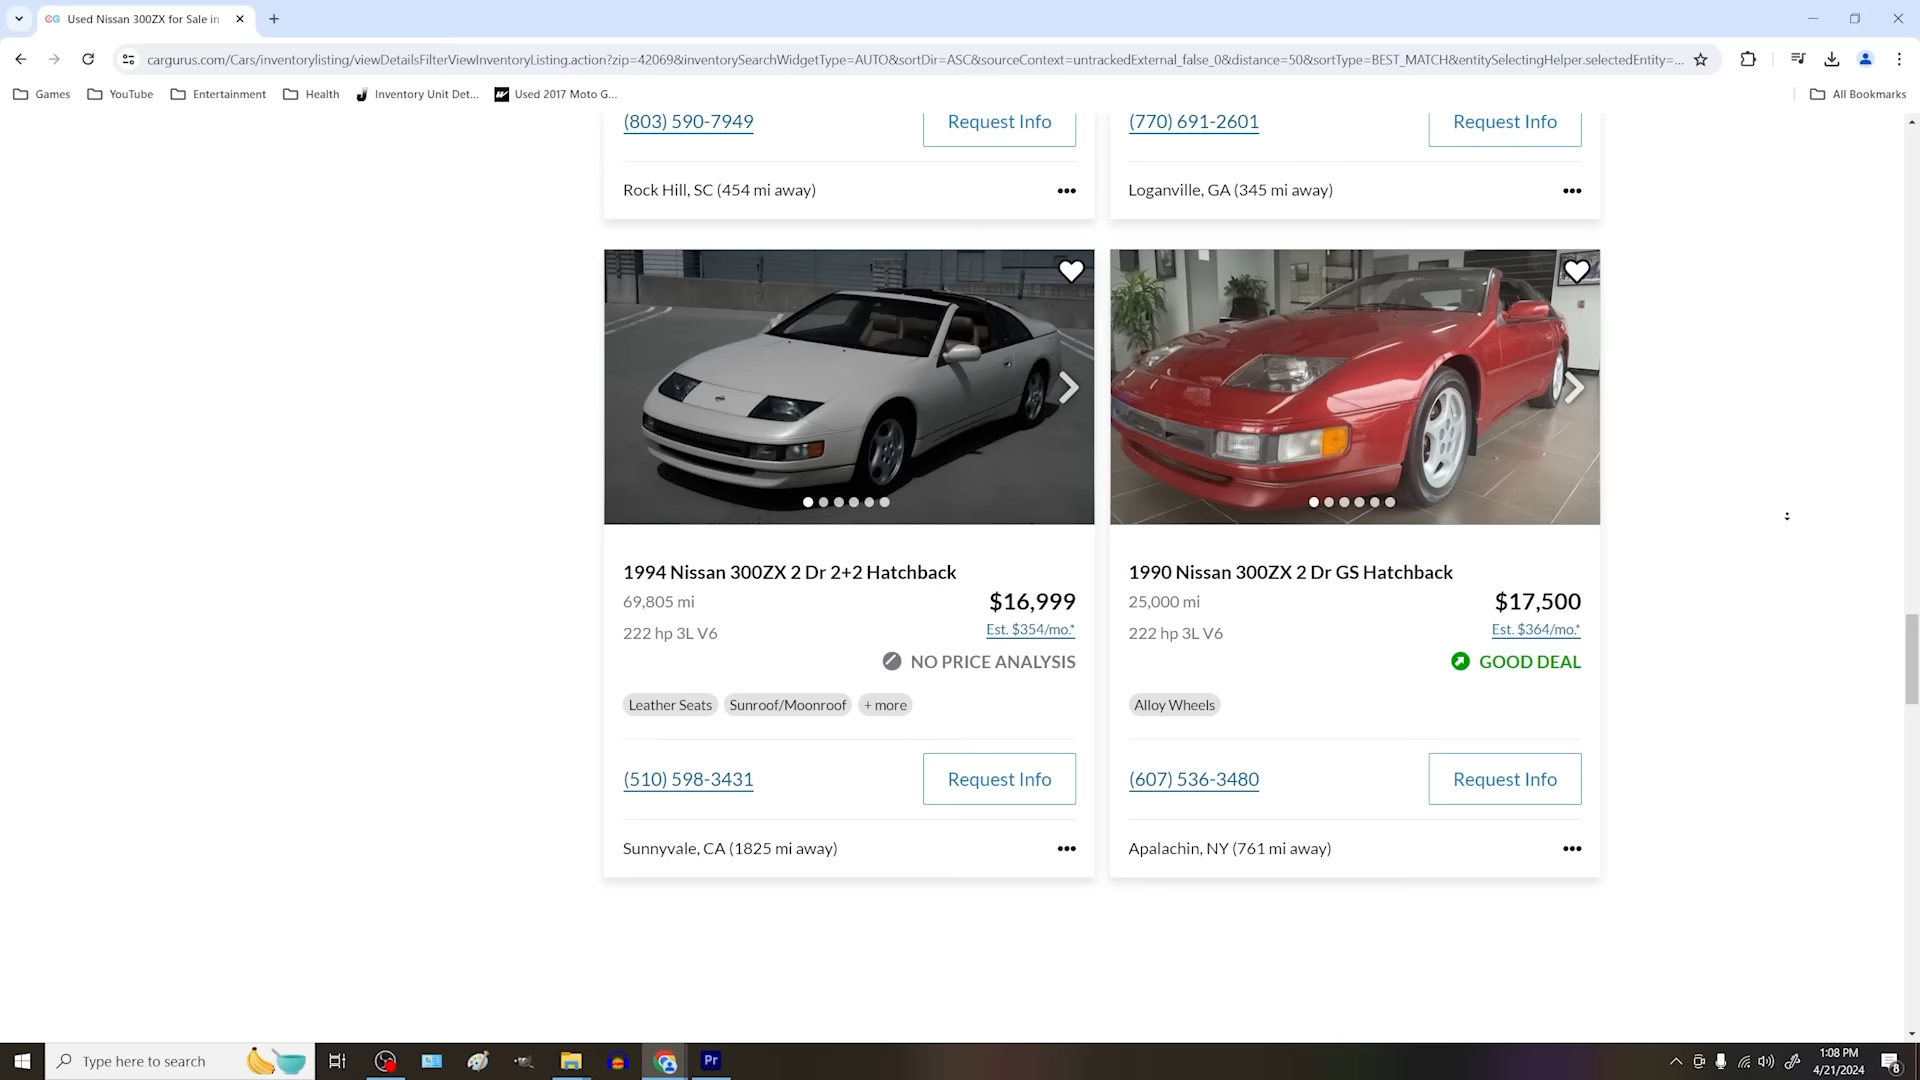 Used Nissan 300ZX for Sale in
cargurus.com/Cars/inventorylisting/viewDetailsFilterViewInventoryListing.action?zip=42069&inventorySearchWidgetType=AUTO&sortDir=ASC&sourceContext=untrackedExternal_false_0&distance=50&sortType=BEST_MATCH&entitySelectingHelper.selectedEntity=...
Games YouTube Entertainment Health Inventory Unit Det... Used 2017 Moto G... All Bookmarks
(803) 590-7949 Request Info
Rock Hill, SC (454 mi away)
(770) 691-2601 Request Info
Loganville, GA (345 mi away)
1994 Nissan 300ZX 2 Dr 2+2 Hatchback
69,805 mi $16,999
Est. $354/mo.*
222 hp 3L V6
NO PRICE ANALYSIS
Leather Seats Sunroof/Moonroof + more
(510) 598-3431 Request Info
Sunnyvale, CA (1825 mi away)
1990 Nissan 300ZX 2 Dr GS Hatchback
25,000 mi $17,500
Est. $364/mo.*
222 hp 3L V6
GOOD DEAL
Alloy Wheels
(607) 536-3480 Request Info
Apalachin, NY (761 mi away)
Type here to search
Pr
1:08 PM
4/21/2024
8